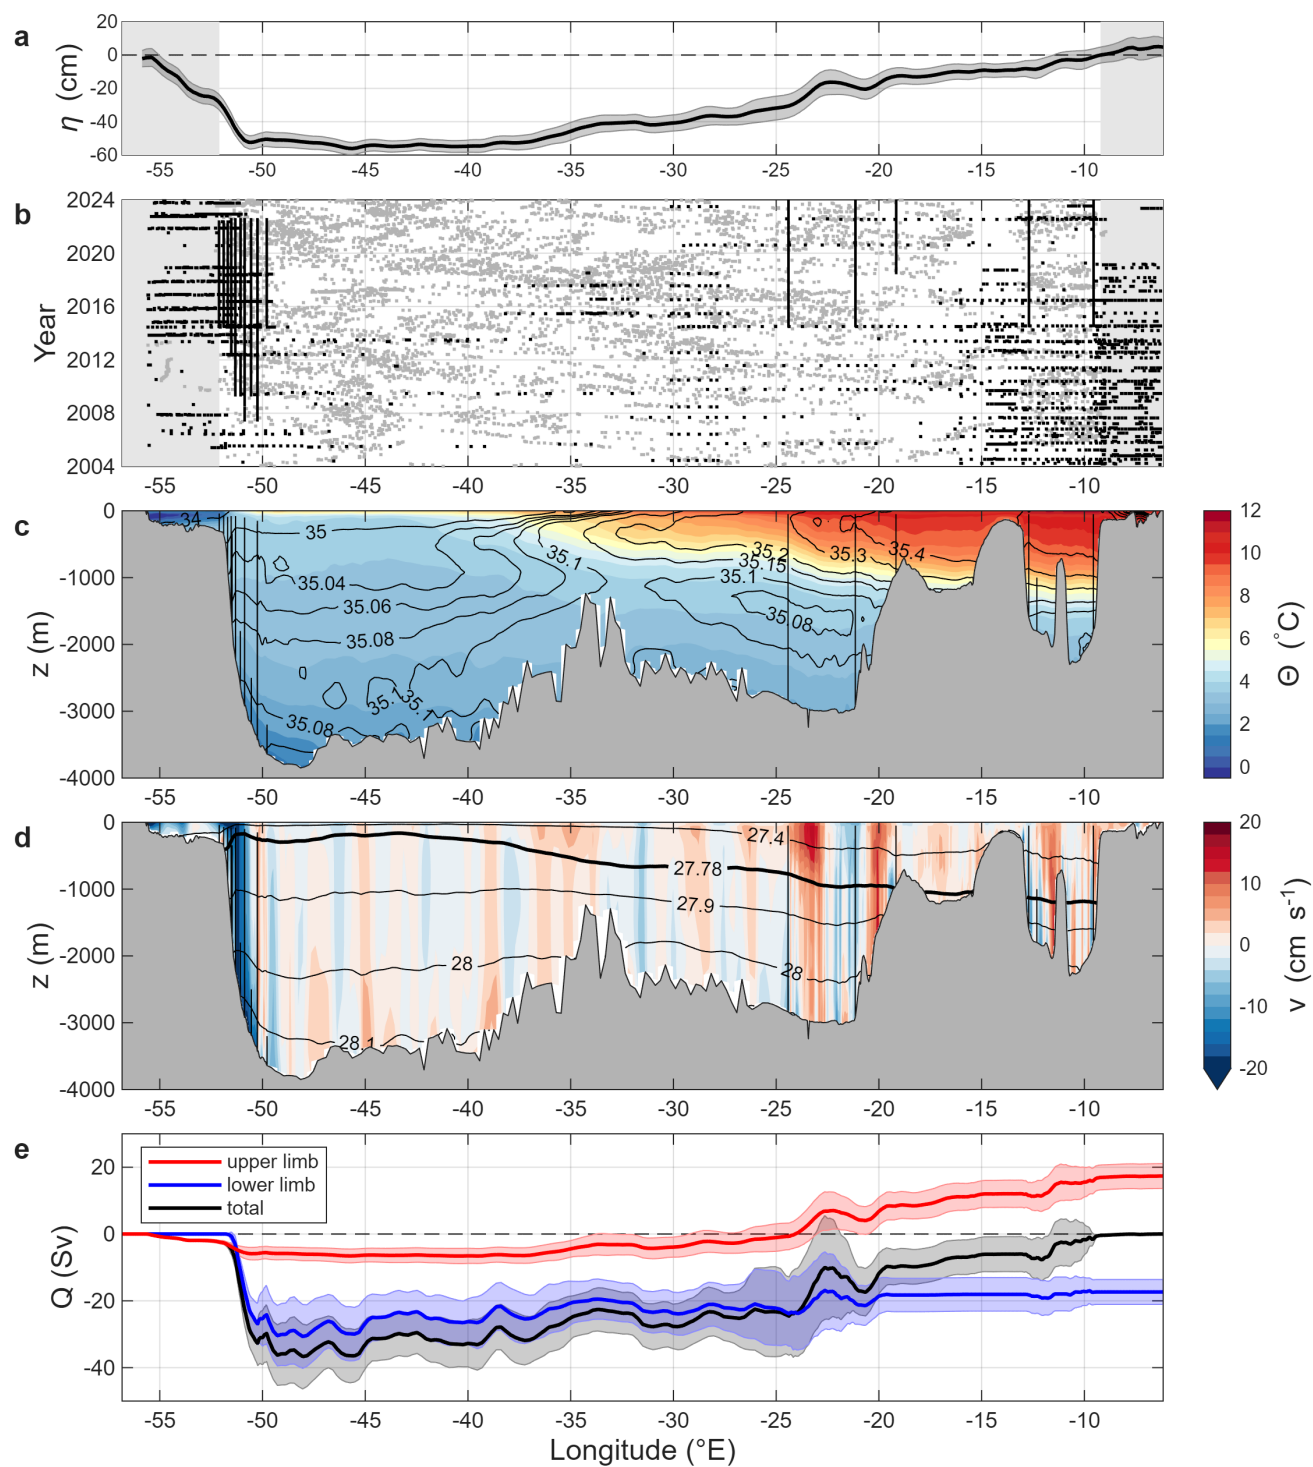 a
20
0
-20
-40
-60
η (cm)
-55 -50 -45 -40 -35 -30 -25 -20 -15 -10
b
2024
2020
2016
2012
2008
2004
Year
-55 -50 -45 -40 -35 -30 -25 -20 -15 -10
c
0
-1000
-2000
-3000
-4000
z (m)
34
35
35.04
35.06
35.08
35.08
35.1
35.1
35.1
35.2
35.15
35.1
35.08
35.3
35.4
-55 -50 -45 -40 -35 -30 -25 -20 -15 -10
12
10
8
6
4
2
0
Θ (°C)
d
0
-1000
-2000
-3000
-4000
z (m)
27.4
27.78
27.9
28
28
28.1
-55 -50 -45 -40 -35 -30 -25 -20 -15 -10
20
10
0
-10
-20
v (cm s⁻¹)
e
upper limb
lower limb
total
20
0
-20
-40
Q (Sv)
-55 -50 -45 -40 -35 -30 -25 -20 -15 -10
Longitude (°E)